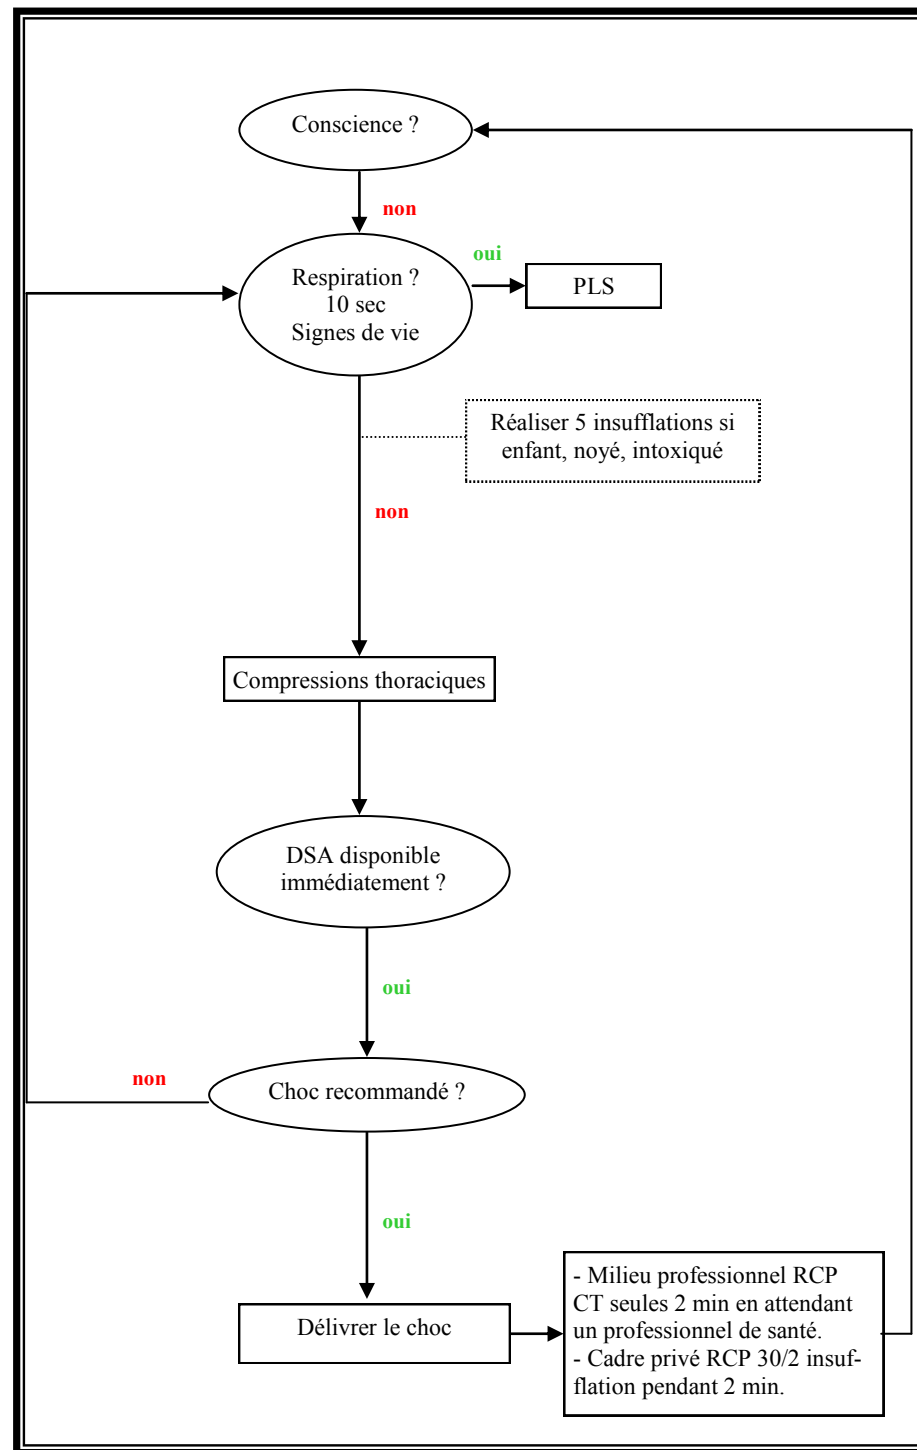 Conscience ?
non
oui
Respiration ?
10 sec
Signes de vie
PLS
Réaliser 5 insufflations si
enfant, noyé, intoxiqué
non
Compressions thoraciques
DSA disponible
immédiatement ?
oui
non
Choc recommandé ?
oui
Délivrer le choc
- Milieu professionnel RCP
CT seules 2 min en attendant
un professionnel de santé.
- Cadre privé RCP 30/2 insuf-
flation pendant 2 min.